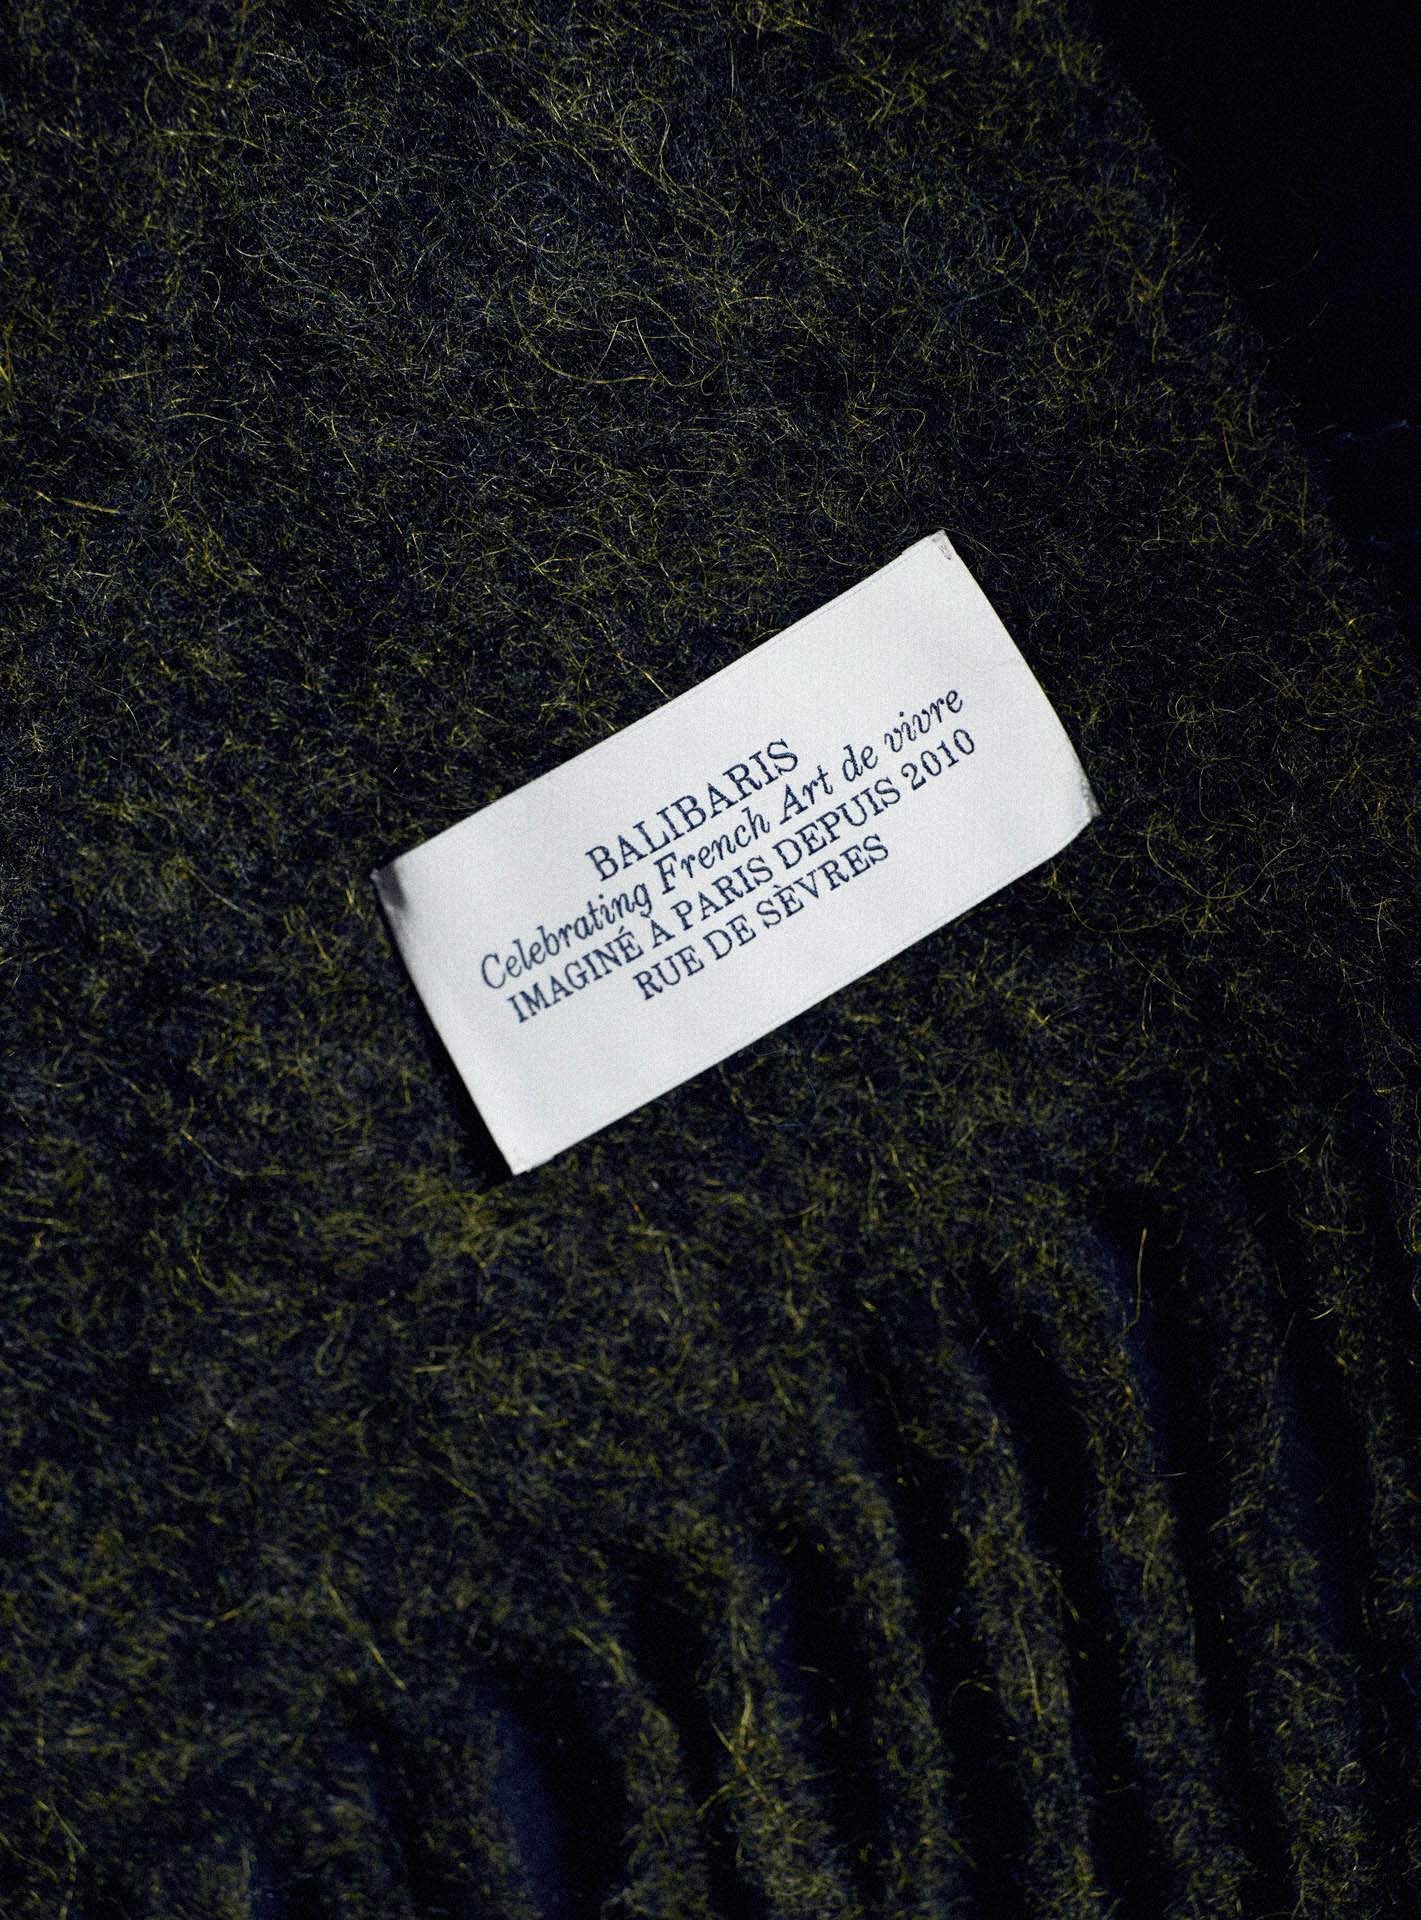 BALIBARIS
Celebrating French Art de vivre
IMAGINÉ À PARIS DEPUIS 2010
RUE DE SÈVRES